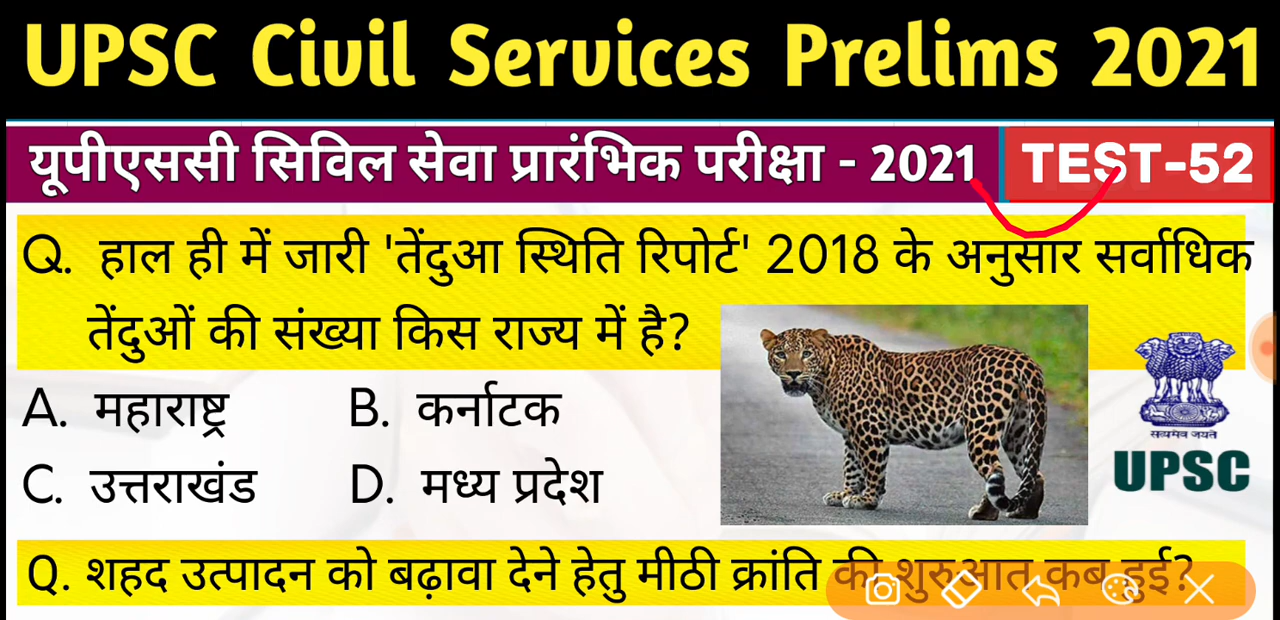 UPSC Civil Services Prelims 2021
यूपीएससी सिविल सेवा प्रारंभिक परीक्षा - 2021 TEST-52
Q. हाल ही में जारी 'तेंदुआ स्थिति रिपोर्ट' 2018 के अनुसार सर्वाधिक
तेंदुओं की संख्या किस राज्य में है?
A. महाराष्ट्र B. कर्नाटक
C. उत्तराखंड D. मध्य प्रदेश
सत्यमेव जयते
UPSC
Q. शहद उत्पादन को बढ़ावा देने हेतु मीठी क्रांति की शुरुआत कब हुई?